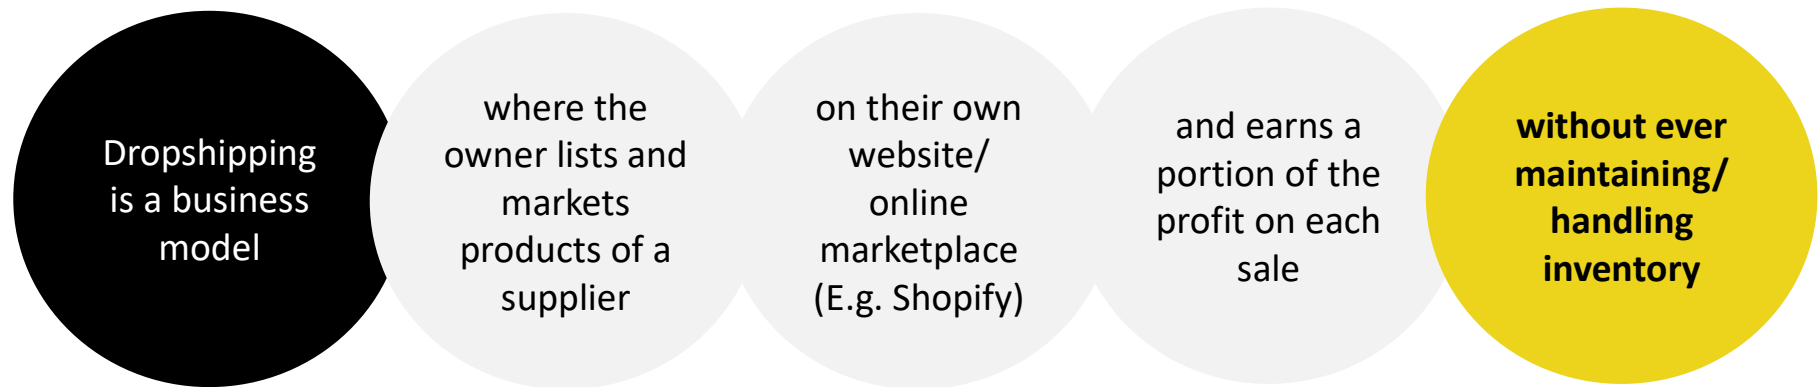 Dropshipping
is a business
model
where the
owner lists and
markets
products of a
supplier
on their own
website/
online
marketplace
(E.g. Shopify)
and earns a
portion of the
profit on each
sale
without ever
maintaining/
handling
inventory